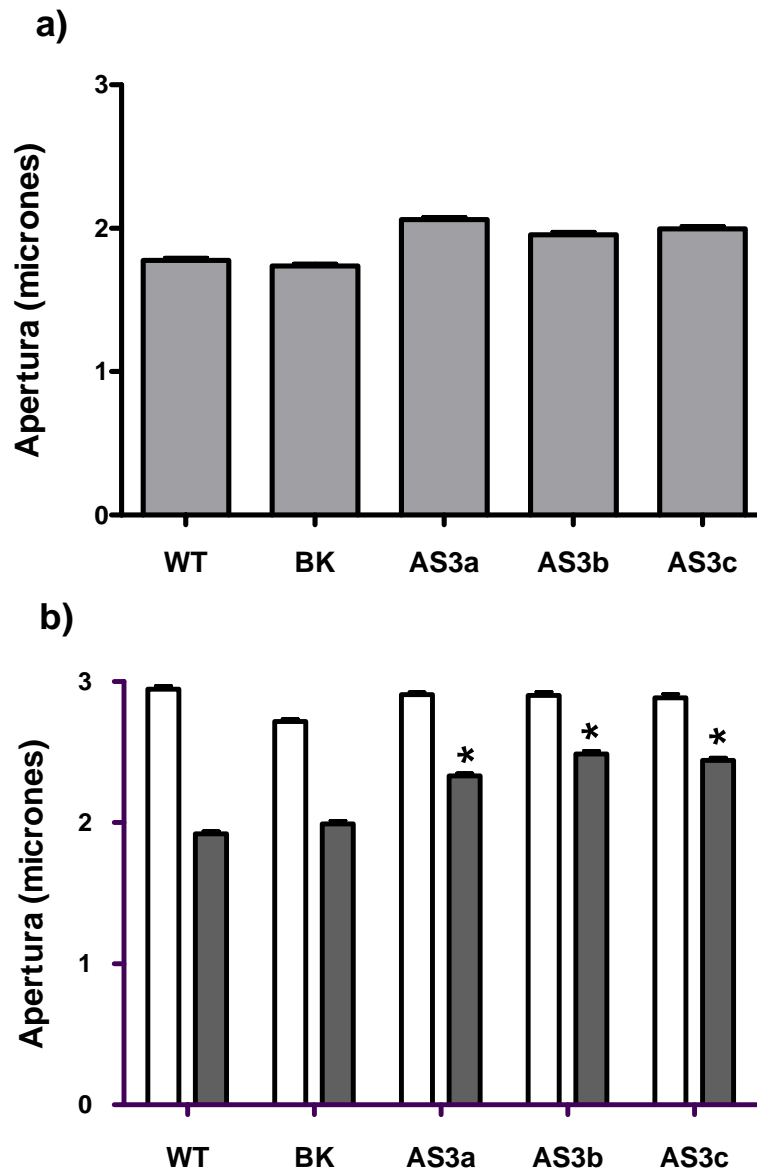 a)
3
2
1
0
Apertura (micrones)
WT BK AS3a AS3b AS3c
b)
3
2
1
0
Apertura (micrones)
* * *
WT BK AS3a AS3b AS3c